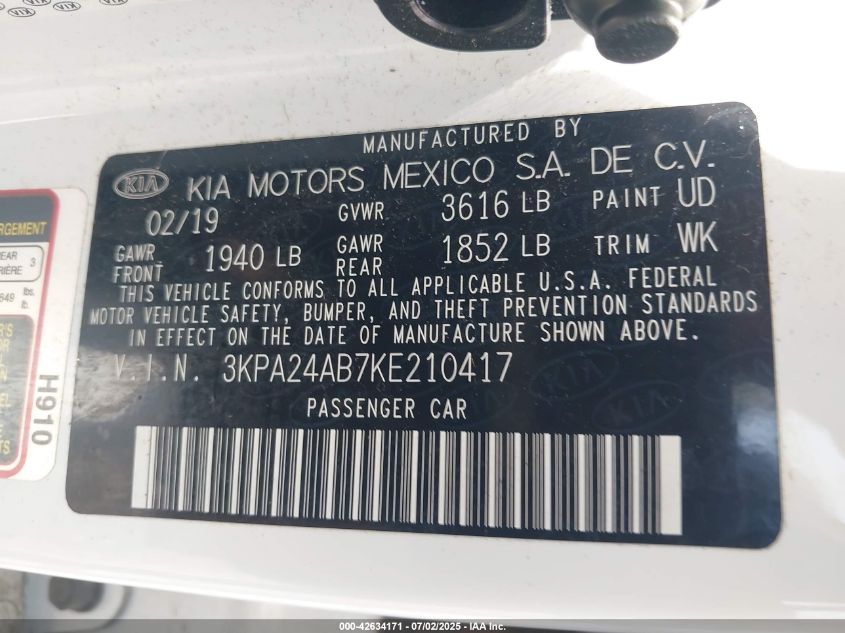 MANUFACTURED BY
KIA KIA MOTORS MEXICO S.A. DE C.V.
02/19 GVWR 3616 LB PAINT UD
GAWR FRONT 1940 LB GAWR REAR 1852 LB TRIM WK
THIS VEHICLE CONFORMS TO ALL APPLICABLE U.S.A. FEDERAL
MOTOR VEHICLE SAFETY, BUMPER, AND THEFT PREVENTION STANDARDS
IN EFFECT ON THE DATE OF MANUFACTURE SHOWN ABOVE.
V.I.N. 3KPA24AB7KE210417
PASSENGER CAR
H910
000-42634171 - 07/02/2025 - IAA Inc.